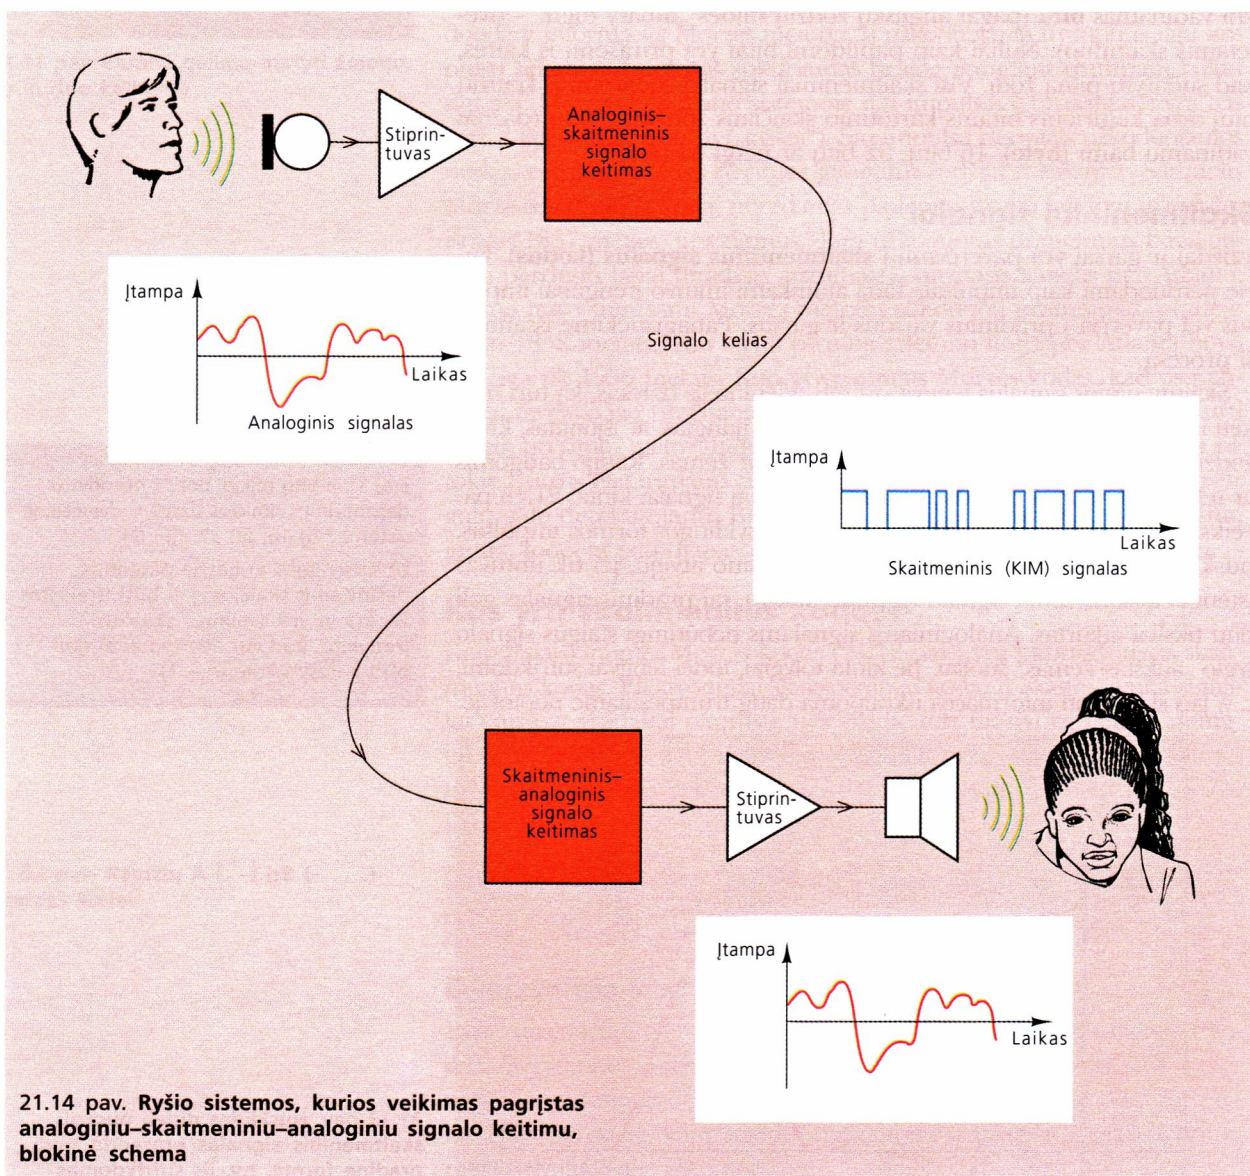 Stiprin-
tuvas
Analoginis–
skaitmeninis
signalo
keitimas
Įtampa
Laikas
Analoginis signalas
Signalo kelias
Įtampa
Laikas
Skaitmeninis (KIM) signalas
Skaitmeninis–
analoginis
signalo
keitimas
Stiprin-
tuvas
Įtampa
Laikas
21.14 pav. Ryšio sistemos, kurios veikimas pagrįstas
analoginiu–skaitmeniniu–analoginiu signalo keitimu,
blokinė schema